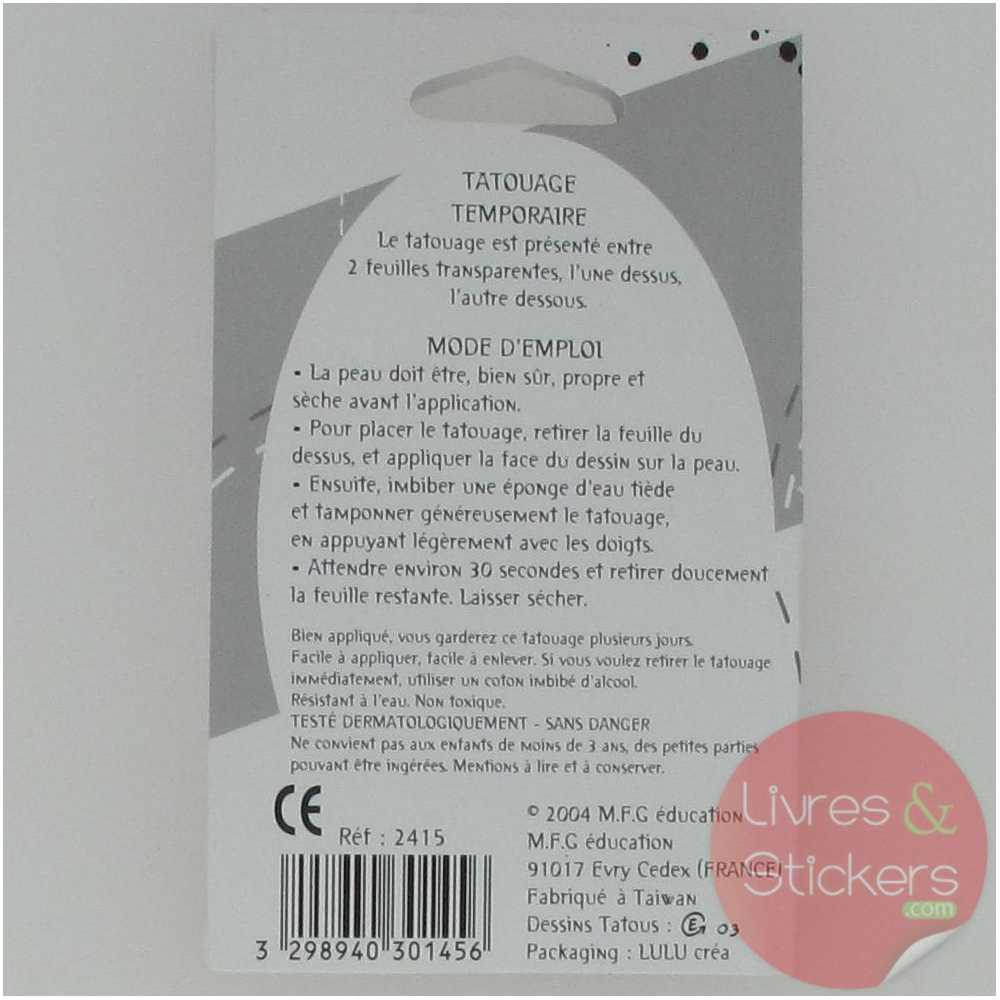 TATOUAGE
TEMPORAIRE
Le tatouage est présenté entre
2 feuilles transparentes, l'une dessus,
l'autre dessous.
MODE D'EMPLOI
• La peau doit être, bien sûr, propre et
sèche avant l'application.
• Pour placer le tatouage, retirer la feuille du
dessus, et appliquer la face du dessin sur la peau.
• Ensuite, imbiber une éponge d'eau tiède
et tamponner généreusement le tatouage,
en appuyant légèrement avec les doigts.
• Attendre environ 30 secondes et retirer doucement
la feuille restante. Laisser sécher.
Bien appliqué, vous garderez ce tatouage plusieurs jours.
Facile à appliquer, facile à enlever. Si vous voulez retirer le tatouage
immédiatement, utiliser un coton imbibé d'alcool.
Résistant à l'eau. Non toxique.
TESTÉ DERMATOLOGIQUEMENT - SANS DANGER
Ne convient pas aux enfants de moins de 3 ans, des petites parties
pouvant être ingérées. Mentions à lire et à conserver.
CE
Réf : 2415
3 298940 301456
© 2004 M.F.G éducation
M.F.G éducation
91017 Evry Cedex (FRANCE)
Fabriqué à Taiwan
Dessins Tatous : 03
Packaging : LULU créa
Livres &
Stickers
.com